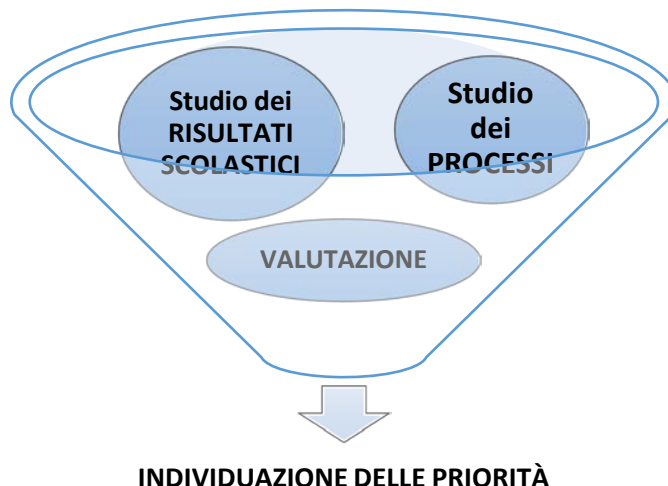 Studio dei
RISULTATI
SCOLASTICI
Studio
dei
PROCESSI
VALUTAZIONE
INDIVIDUAZIONE DELLE PRIORITÀ